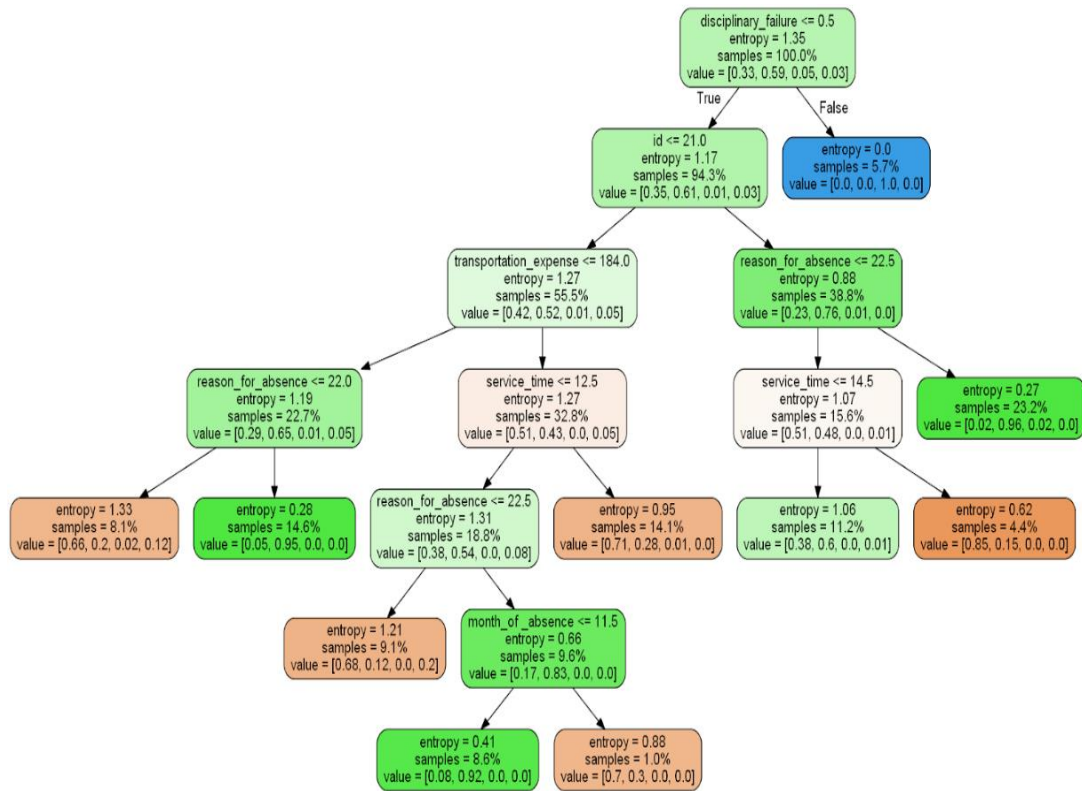 disciplinary_failure <= 0.5
entropy = 1.35
samples = 100.0%
value = [0.33, 0.59, 0.05, 0.03]
True
False
id <= 21.0
entropy = 1.17
samples = 94.3%
value = [0.35, 0.61, 0.01, 0.03]
entropy = 0.0
samples = 5.7%
value = [0.0, 0.0, 1.0, 0.0]
transportation_expense <= 184.0
entropy = 1.27
samples = 55.5%
value = [0.42, 0.52, 0.01, 0.05]
reason_for_absence <= 22.5
entropy = 0.88
samples = 38.8%
value = [0.23, 0.76, 0.01, 0.0]
reason_for_absence <= 22.0
entropy = 1.19
samples = 22.7%
value = [0.29, 0.65, 0.01, 0.05]
service_time <= 12.5
entropy = 1.27
samples = 32.8%
value = [0.51, 0.43, 0.0, 0.05]
service_time <= 14.5
entropy = 1.07
samples = 15.6%
value = [0.51, 0.48, 0.0, 0.01]
entropy = 0.27
samples = 23.2%
value = [0.02, 0.96, 0.02, 0.0]
entropy = 1.33
samples = 8.1%
value = [0.66, 0.2, 0.02, 0.12]
entropy = 0.28
samples = 14.6%
value = [0.05, 0.95, 0.0, 0.0]
reason_for_absence <= 22.5
entropy = 1.31
samples = 18.8%
value = [0.38, 0.54, 0.0, 0.08]
entropy = 0.95
samples = 14.1%
value = [0.71, 0.28, 0.01, 0.0]
entropy = 1.06
samples = 11.2%
value = [0.38, 0.6, 0.0, 0.01]
entropy = 0.62
samples = 4.4%
value = [0.85, 0.15, 0.0, 0.0]
entropy = 1.21
samples = 9.1%
value = [0.68, 0.12, 0.0, 0.2]
month_of_absence <= 11.5
entropy = 0.66
samples = 9.6%
value = [0.17, 0.83, 0.0, 0.0]
entropy = 0.41
samples = 8.6%
value = [0.08, 0.92, 0.0, 0.0]
entropy = 0.88
samples = 1.0%
value = [0.7, 0.3, 0.0, 0.0]